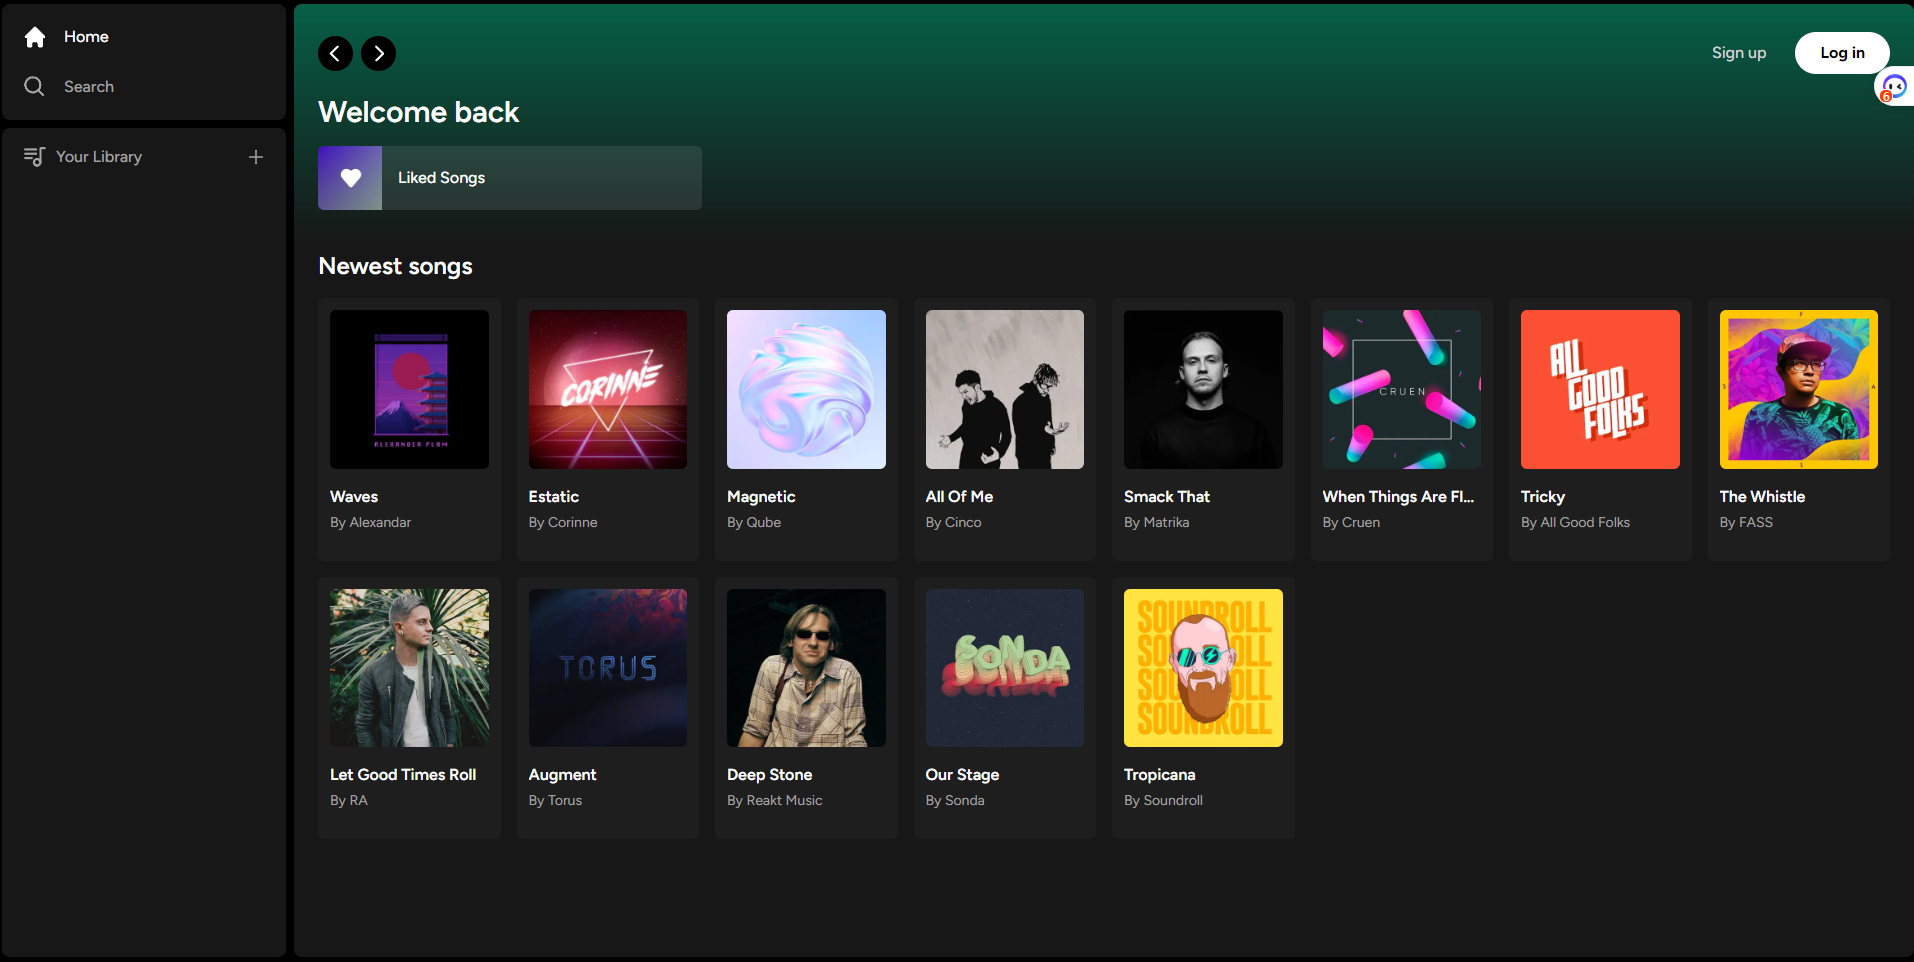 Home
Search
Your Library
Sign up
Log in
6
Welcome back
Liked Songs
Newest songs
ALEXANDER PLAM
CORINNE
CRUEN
ALL
GOOD
FOLKS
F
S
A
S
Waves
By Alexandar
Estatic
By Corinne
Magnetic
By Qube
All Of Me
By Cinco
Smack That
By Matrika
When Things Are Fl...
By Cruen
Tricky
By All Good Folks
The Whistle
By FASS
TORUS
SONDA
SOUNDROLL
SOUNDROLL
SOUNDROLL
SOUNDROLL
Let Good Times Roll
By RA
Augment
By Torus
Deep Stone
By Reakt Music
Our Stage
By Sonda
Tropicana
By Soundroll